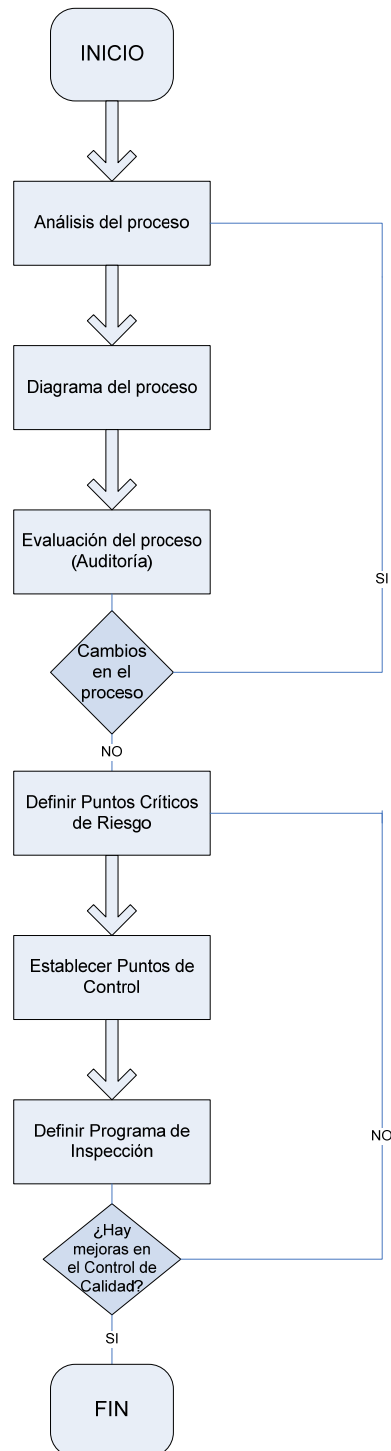 INICIO
Análisis del proceso
Diagrama del proceso
Evaluación del proceso
(Auditoría)
SI
Cambios
en el
proceso
NO
Definir Puntos Críticos
de Riesgo
Establecer Puntos de
Control
Definir Programa de
Inspección
NO
¿Hay
mejoras en
el Control de
Calidad?
SI
FIN